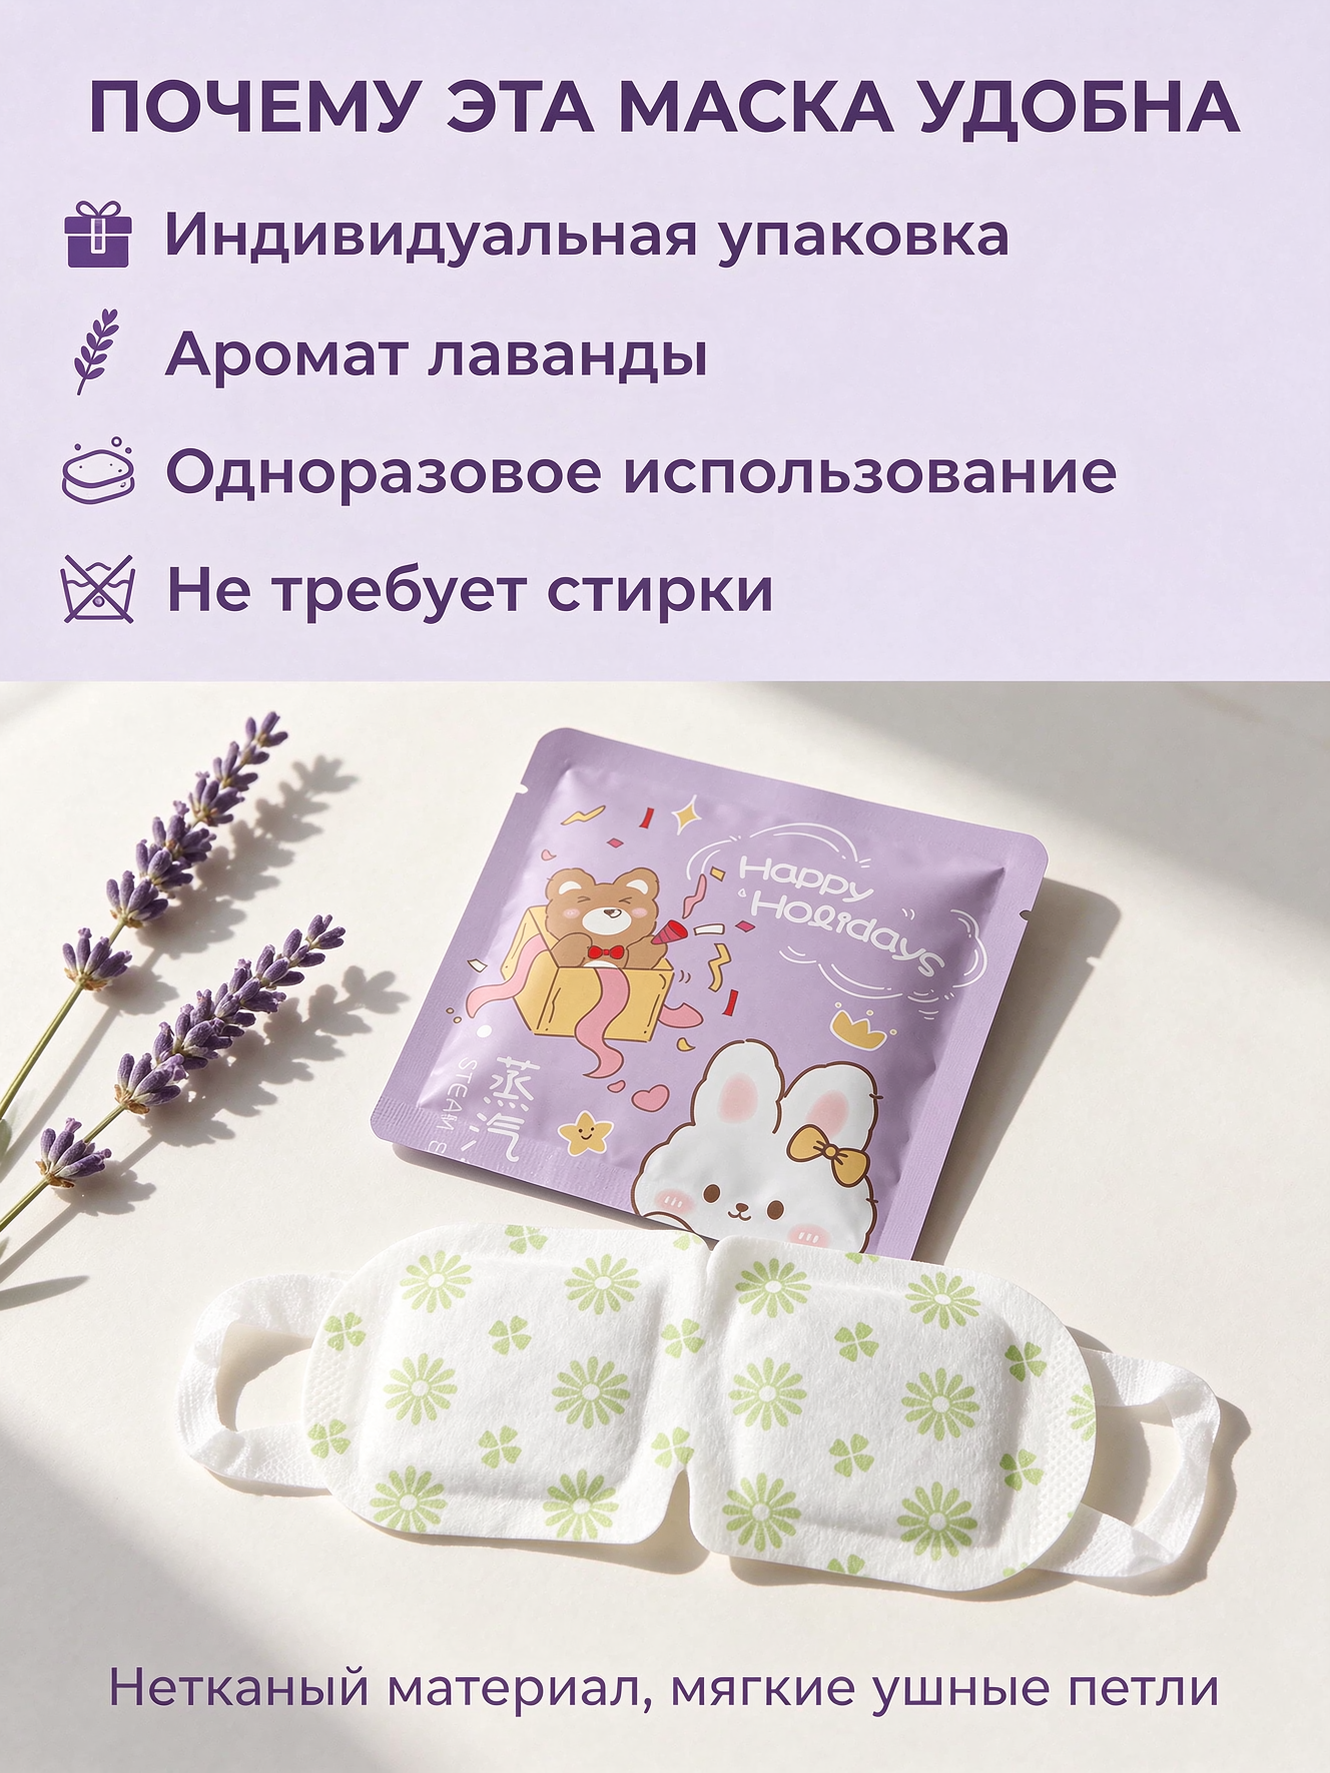 ПОЧЕМУ ЭТА МАСКА УДОБНА
Индивидуальная упаковка
Аромат лаванды
Одноразовое использование
Не требует стирки
Happy
Holidays
蒸汽
STEAM
Нетканый материал, мягкие ушные петли